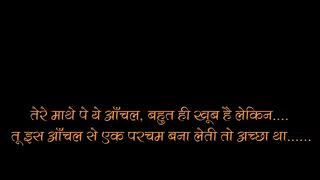 तेरे माथे पे ये आँचल, बहुत ही खूब है लेकिन....
तू इस आँचल से एक परचम बना लेती तो अच्छा था......